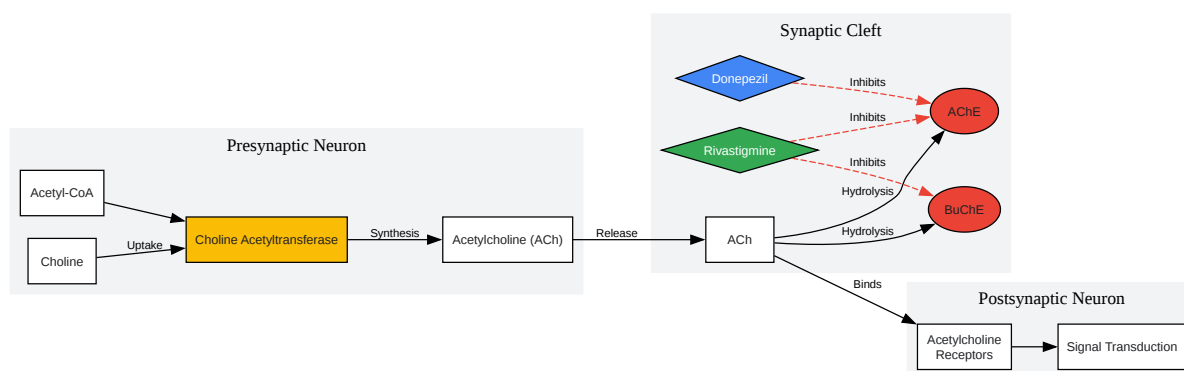 Synaptic Cleft
Donepezil
Inhibits
AChE
Inhibits
Rivastigmine
Inhibits
Hydrolysis
BuChE
Hydrolysis
Presynaptic Neuron
Acetyl-CoA
Choline
Uptake
Choline Acetyltransferase
Synthesis
Acetylcholine (ACh)
Release
ACh
Binds
Postsynaptic Neuron
Acetylcholine
Receptors
Signal Transduction